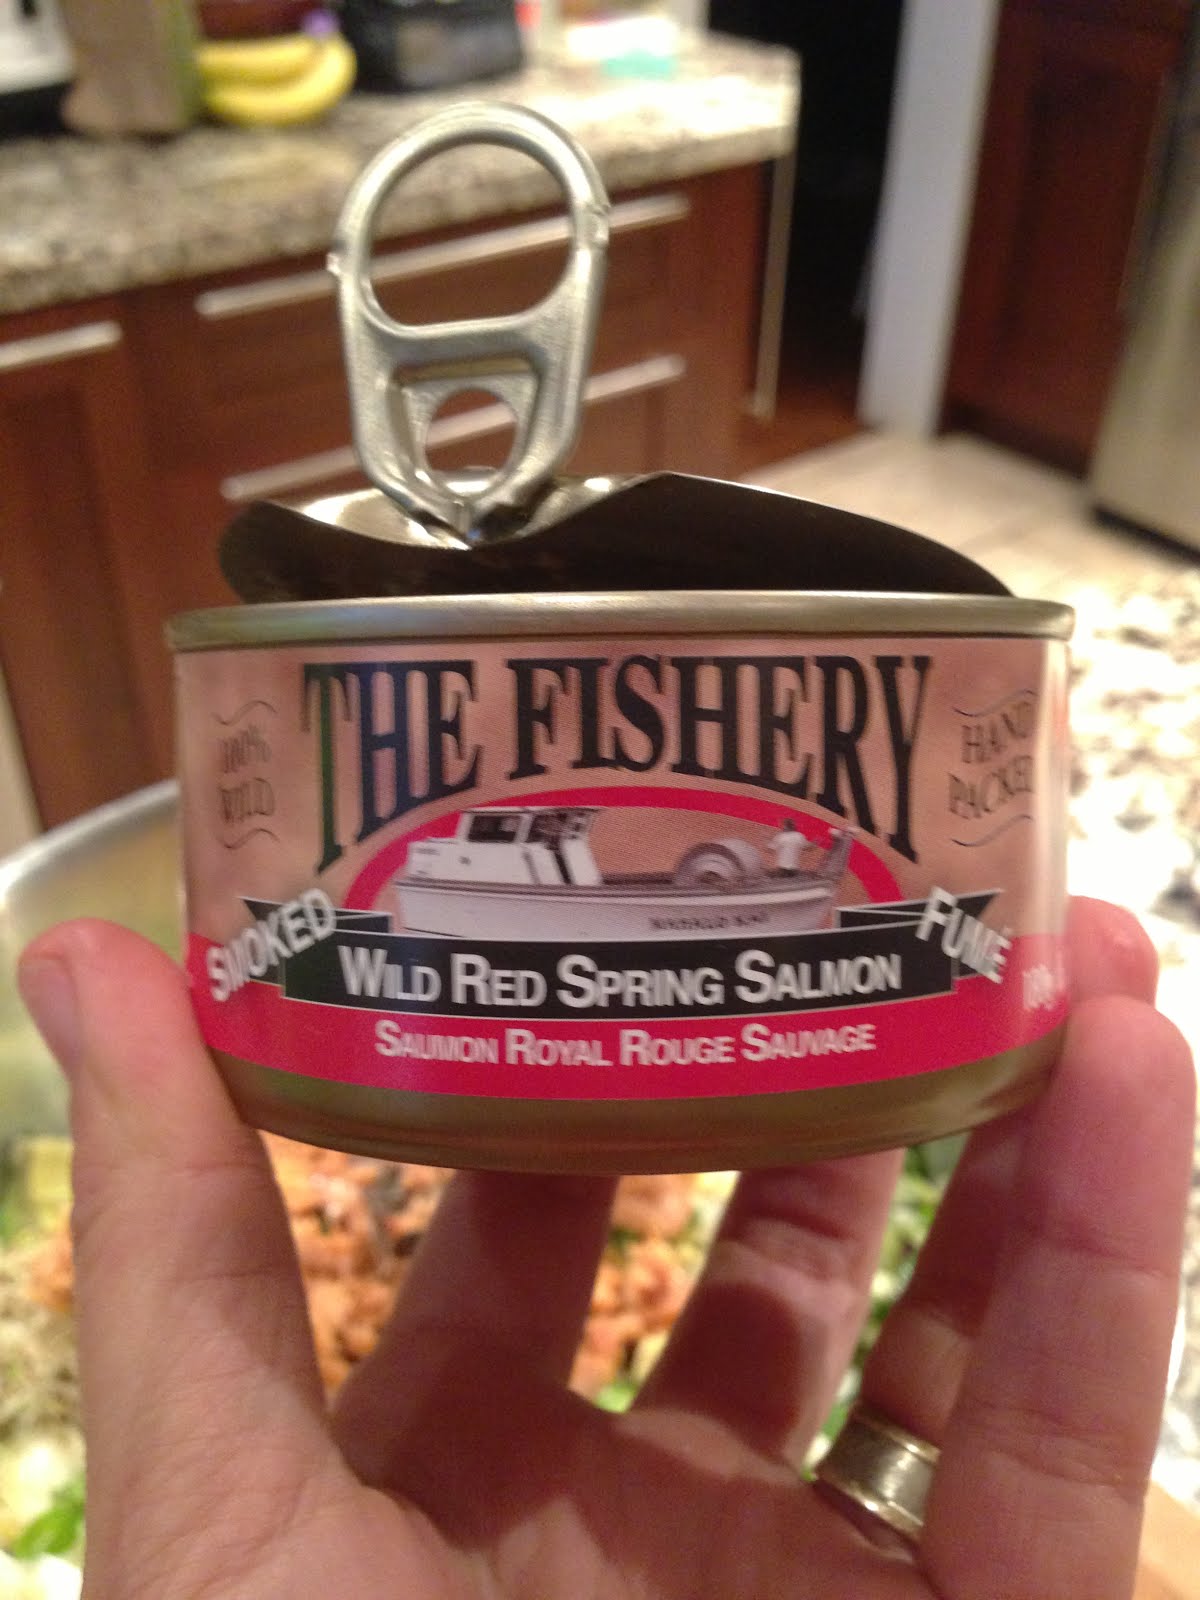 THE FISHERY
100%
WILD
HAND
PACKED
SMOKED
WILD RED SPRING SALMON
FUMÉ
SAUMON ROYAL ROUGE SAUVAGE